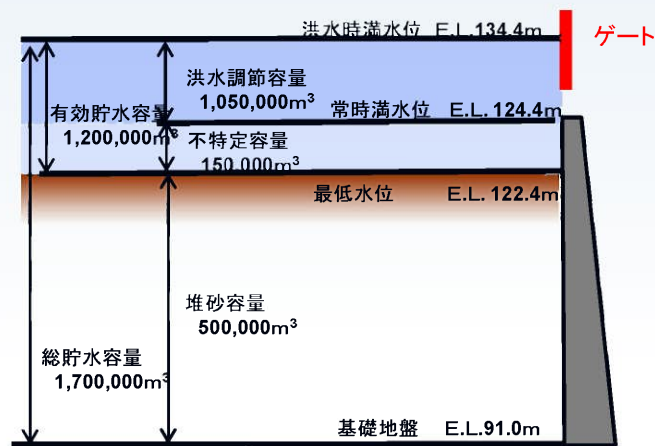 洪水時満水位 E.L.134.4m
ゲート
洪水調節容量
1,050,000m³
有効貯水容量
1,200,000m³
常時満水位 E.L. 124.4m
不特定容量
150,000m³
最低水位 E.L. 122.4m
堆砂容量
500,000m³
総貯水容量
1,700,000m³
基礎地盤 E.L.91.0m